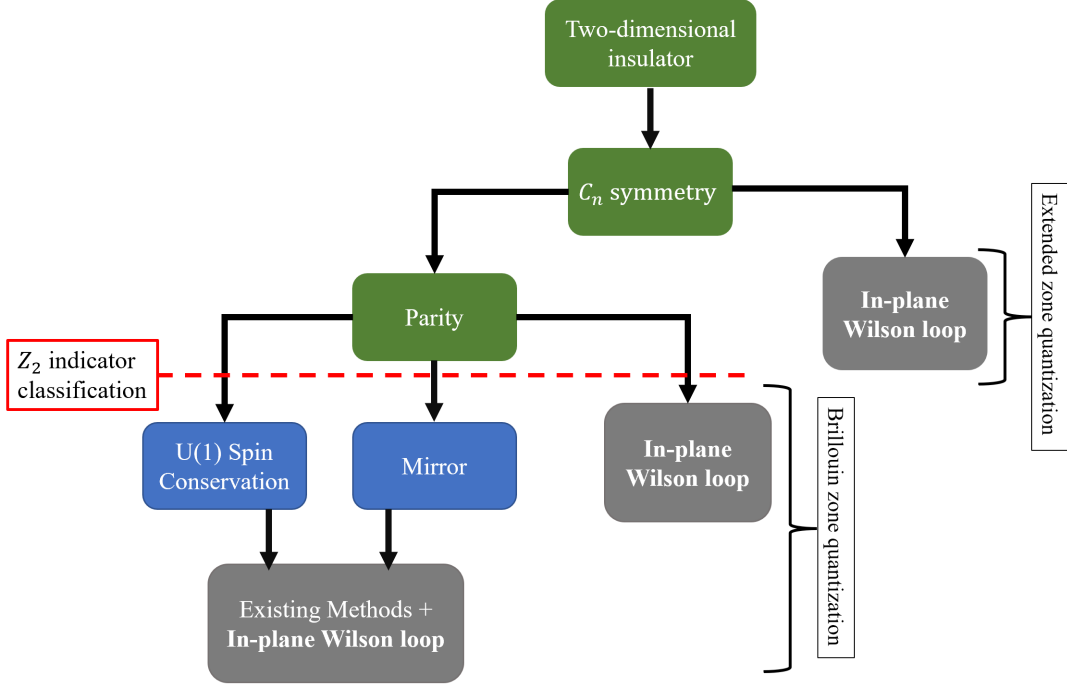 Two-dimensional
insulator
Cₙ symmetry
Extended zone quantization
In-plane
Wilson loop
Parity
Z₂ indicator
classification
Brillouin zone quantization
U(1) Spin
Conservation
Mirror
In-plane
Wilson loop
Existing Methods +
In-plane Wilson loop